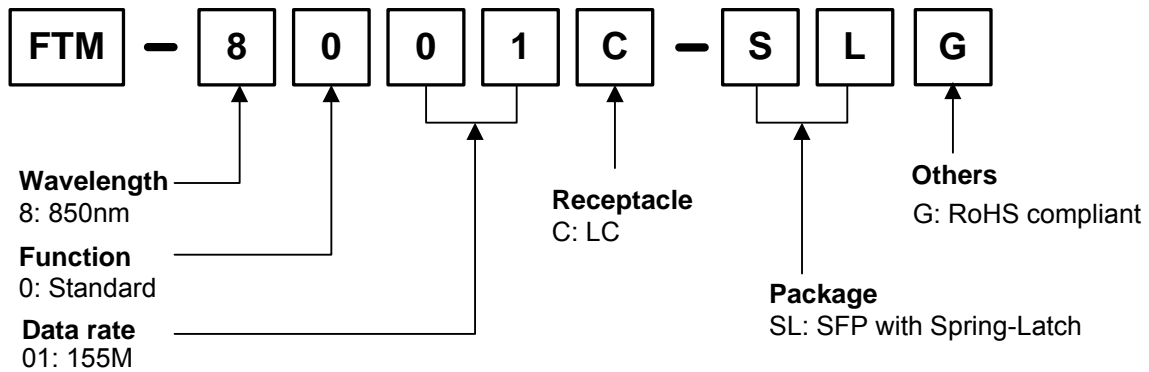 FTM - 8 0 0 1 C - S L G
Wavelength
8: 850nm
Function
0: Standard
Data rate
01: 155M
Receptacle
C: LC
Package
SL: SFP with Spring-Latch
Others
G: RoHS compliant